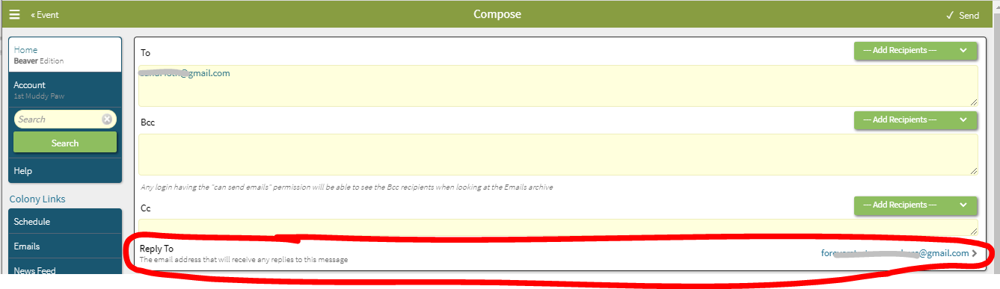 « Event
Compose
✓ Send
Home
Beaver Edition
Account
1st Muddy Paw
Search
Search
Help
Colony Links
Schedule
Emails
News Feed
To
--- Add Recipients ---
@gmail.com
Bcc
--- Add Recipients ---
Any login having the "can send emails" permission will be able to see the Bcc recipients when looking at the Emails archive
Cc
--- Add Recipients ---
Reply To
The email address that will receive any replies to this message
@gmail.com